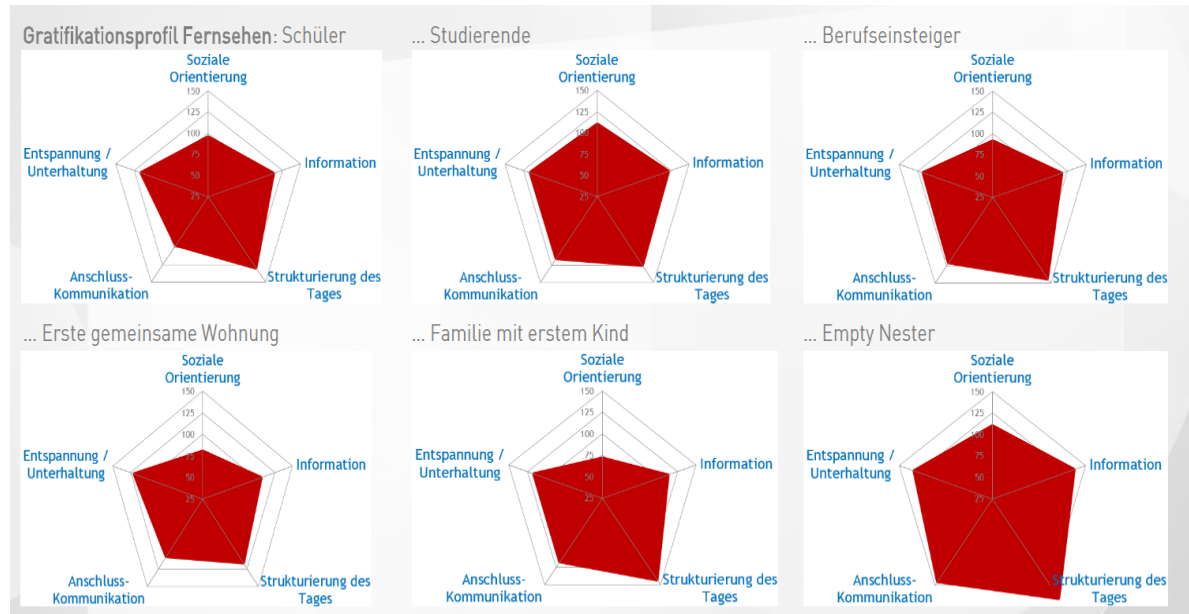 Gratifikationsprofil Fernsehen: Schüler
Soziale
Orientierung
150
125
100
75
50
25
Entspannung /
Unterhaltung
Information
Anschluss-
Kommunikation
Strukturierung des
Tages
... Studierende
Soziale
Orientierung
150
125
100
75
50
25
Entspannung /
Unterhaltung
Information
Anschluss-
Kommunikation
Strukturierung des
Tages
... Berufseinsteiger
Soziale
Orientierung
150
125
100
75
50
25
Entspannung /
Unterhaltung
Information
Anschluss-
Kommunikation
Strukturierung des
Tages
... Erste gemeinsame Wohnung
Soziale
Orientierung
150
125
100
75
50
25
Entspannung /
Unterhaltung
Information
Anschluss-
Kommunikation
Strukturierung des
Tages
... Familie mit erstem Kind
Soziale
Orientierung
150
125
100
75
50
25
Entspannung /
Unterhaltung
Information
Anschluss-
Kommunikation
Strukturierung des
Tages
... Empty Nester
Soziale
Orientierung
150
125
100
75
50
25
Entspannung /
Unterhaltung
Information
Anschluss-
Kommunikation
Strukturierung des
Tages